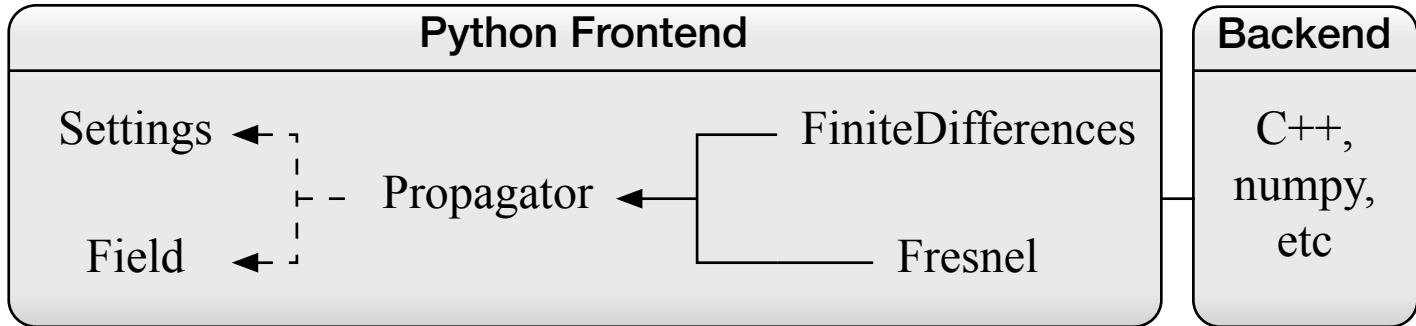 Python Frontend
Backend
Settings
FiniteDifferences
Propagator
Field
Fresnel
C++,
numpy,
etc